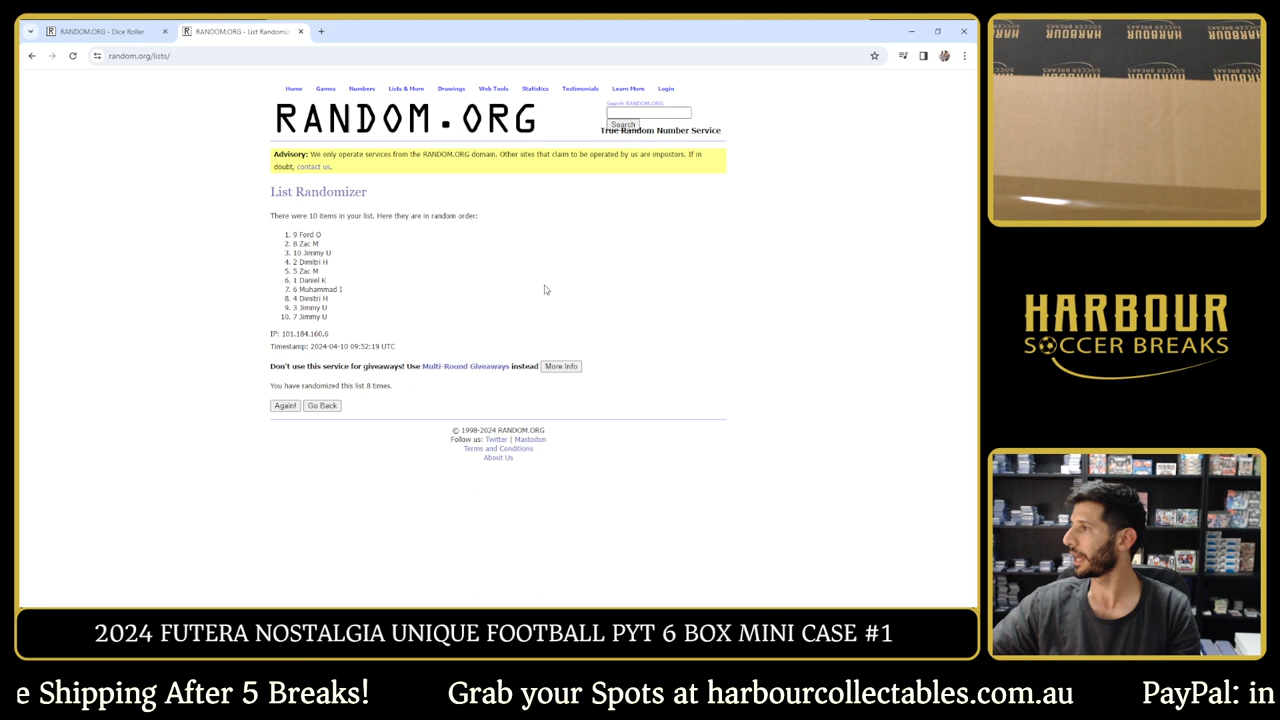 RANDOM.ORG - Dice Roller
RANDOM.ORG - List Randomiz
random.org/lists/
Home Games Numbers Lists & More Drawings Web Tools Statistics Testimonials Learn More Login
RANDOM.ORG
Search RANDOM.ORG
Search
True Random Number Service
Advisory: We only operate services from the RANDOM.ORG domain. Other sites that claim to be operated by us are impostors. If in
doubt, contact us.
List Randomizer
There were 10 items in your list. Here they are in random order:
1. 9 Ford O
2. 8 Zac M
3. 10 Jimmy U
4. 2 Dimitri H
5. 5 Zac M
6. 1 Daniel K
7. 6 Muhammad I
8. 4 Dimitri H
9. 3 Jimmy U
10. 7 Jimmy U
IP: 101.184.160.6
Timestamp: 2024-04-10 09:52:19 UTC
Don't use this service for giveaways! Use Multi-Round Giveaways instead More Info
You have randomized this list 8 times.
Again! Go Back
© 1998-2024 RANDOM.ORG
Follow us: Twitter | Mastodon
Terms and Conditions
About Us
HARBOUR
SOCCER BREAKS
2024 FUTERA NOSTALGIA UNIQUE FOOTBALL PYT 6 BOX MINI CASE #1
e Shipping After 5 Breaks! Grab your Spots at harbourcollectables.com.au PayPal: in